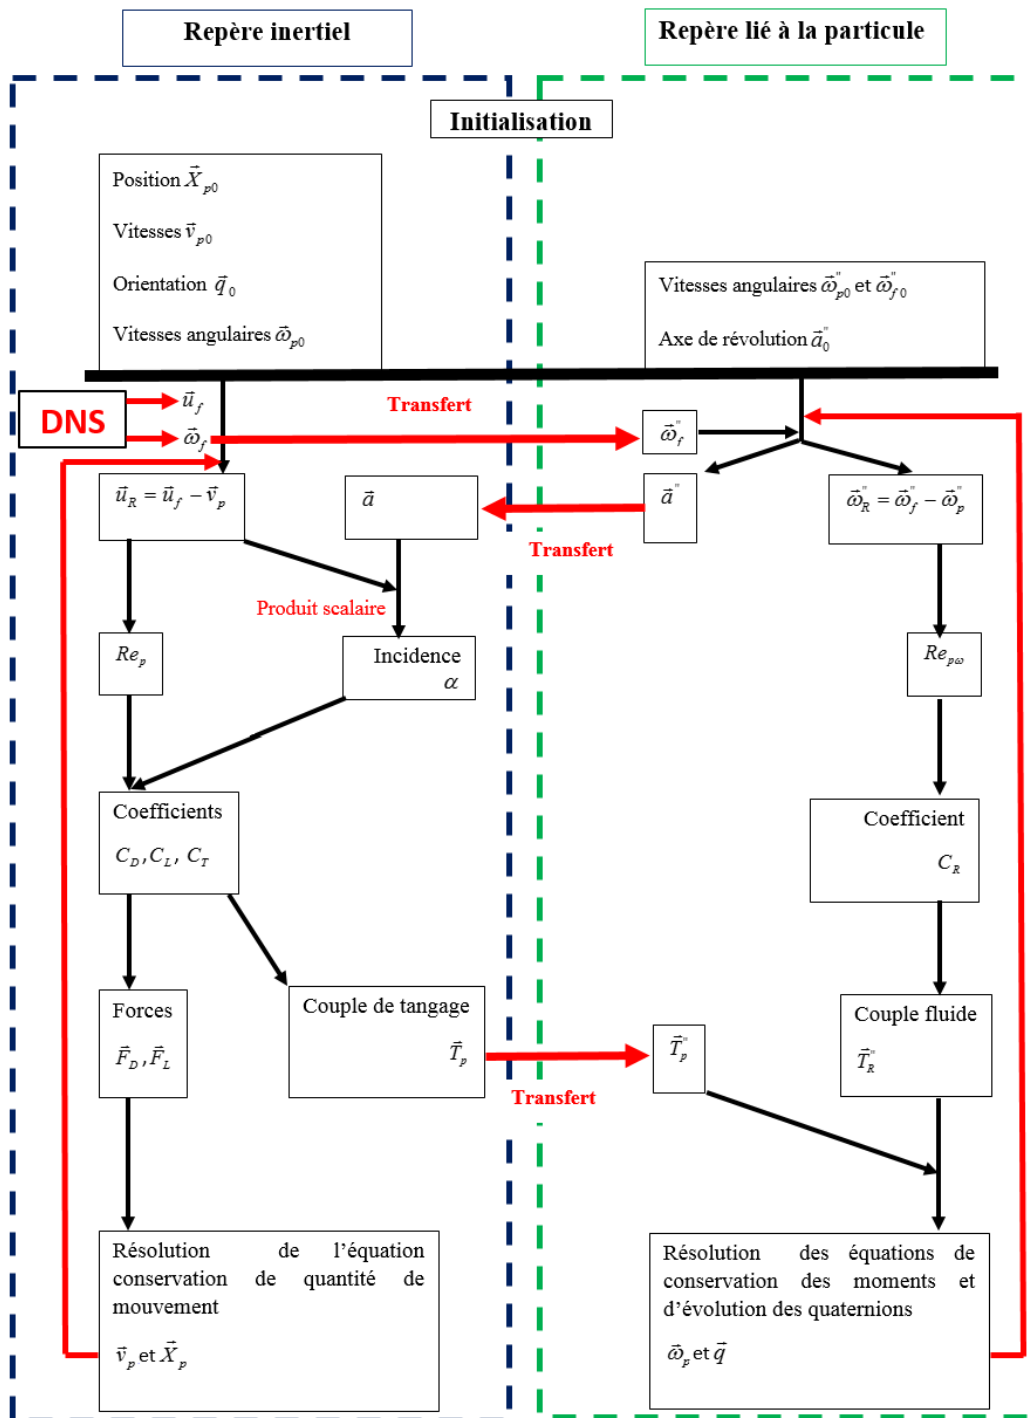 Repère inertiel
Repère lié à la particule
Initialisation
Position $\vec{X}_{p0}$
Vitesses $\vec{v}_{p0}$
Orientation $\vec{q}_0$
Vitesses angulaires $\vec{\omega}_{p0}$
Vitesses angulaires $\vec{\omega}^{"}_{p0}$ et $\vec{\omega}^{"}_{f0}$
Axe de révolution $\vec{a}^{"}_0$
DNS
$\vec{u}_f$
$\vec{\omega}_f$
Transfert
$\vec{\omega}^{"}_f$
$\vec{u}_R = \vec{u}_f - \vec{v}_p$
$\vec{a}$
$\vec{a}^{"}$
$\vec{\omega}^{"}_R = \vec{\omega}^{"}_f - \vec{\omega}^{"}_p$
Transfert
Produit scalaire
$Re_p$
Incidence
$\alpha$
$Re_{p\omega}$
Coefficients
$C_D, C_L, C_T$
Coefficient
$C_R$
Forces
$\vec{F}_D, \vec{F}_L$
Couple de tangage
$\vec{T}_p$
$\vec{T}^{"}_p$
Couple fluide
$\vec{T}^{"}_R$
Transfert
Résolution de l’équation
conservation de quantité de
mouvement
$\vec{v}_p$ et $\vec{X}_p$
Résolution des équations de
conservation des moments et
d’évolution des quaternions
$\vec{\omega}_p$ et $\vec{q}$